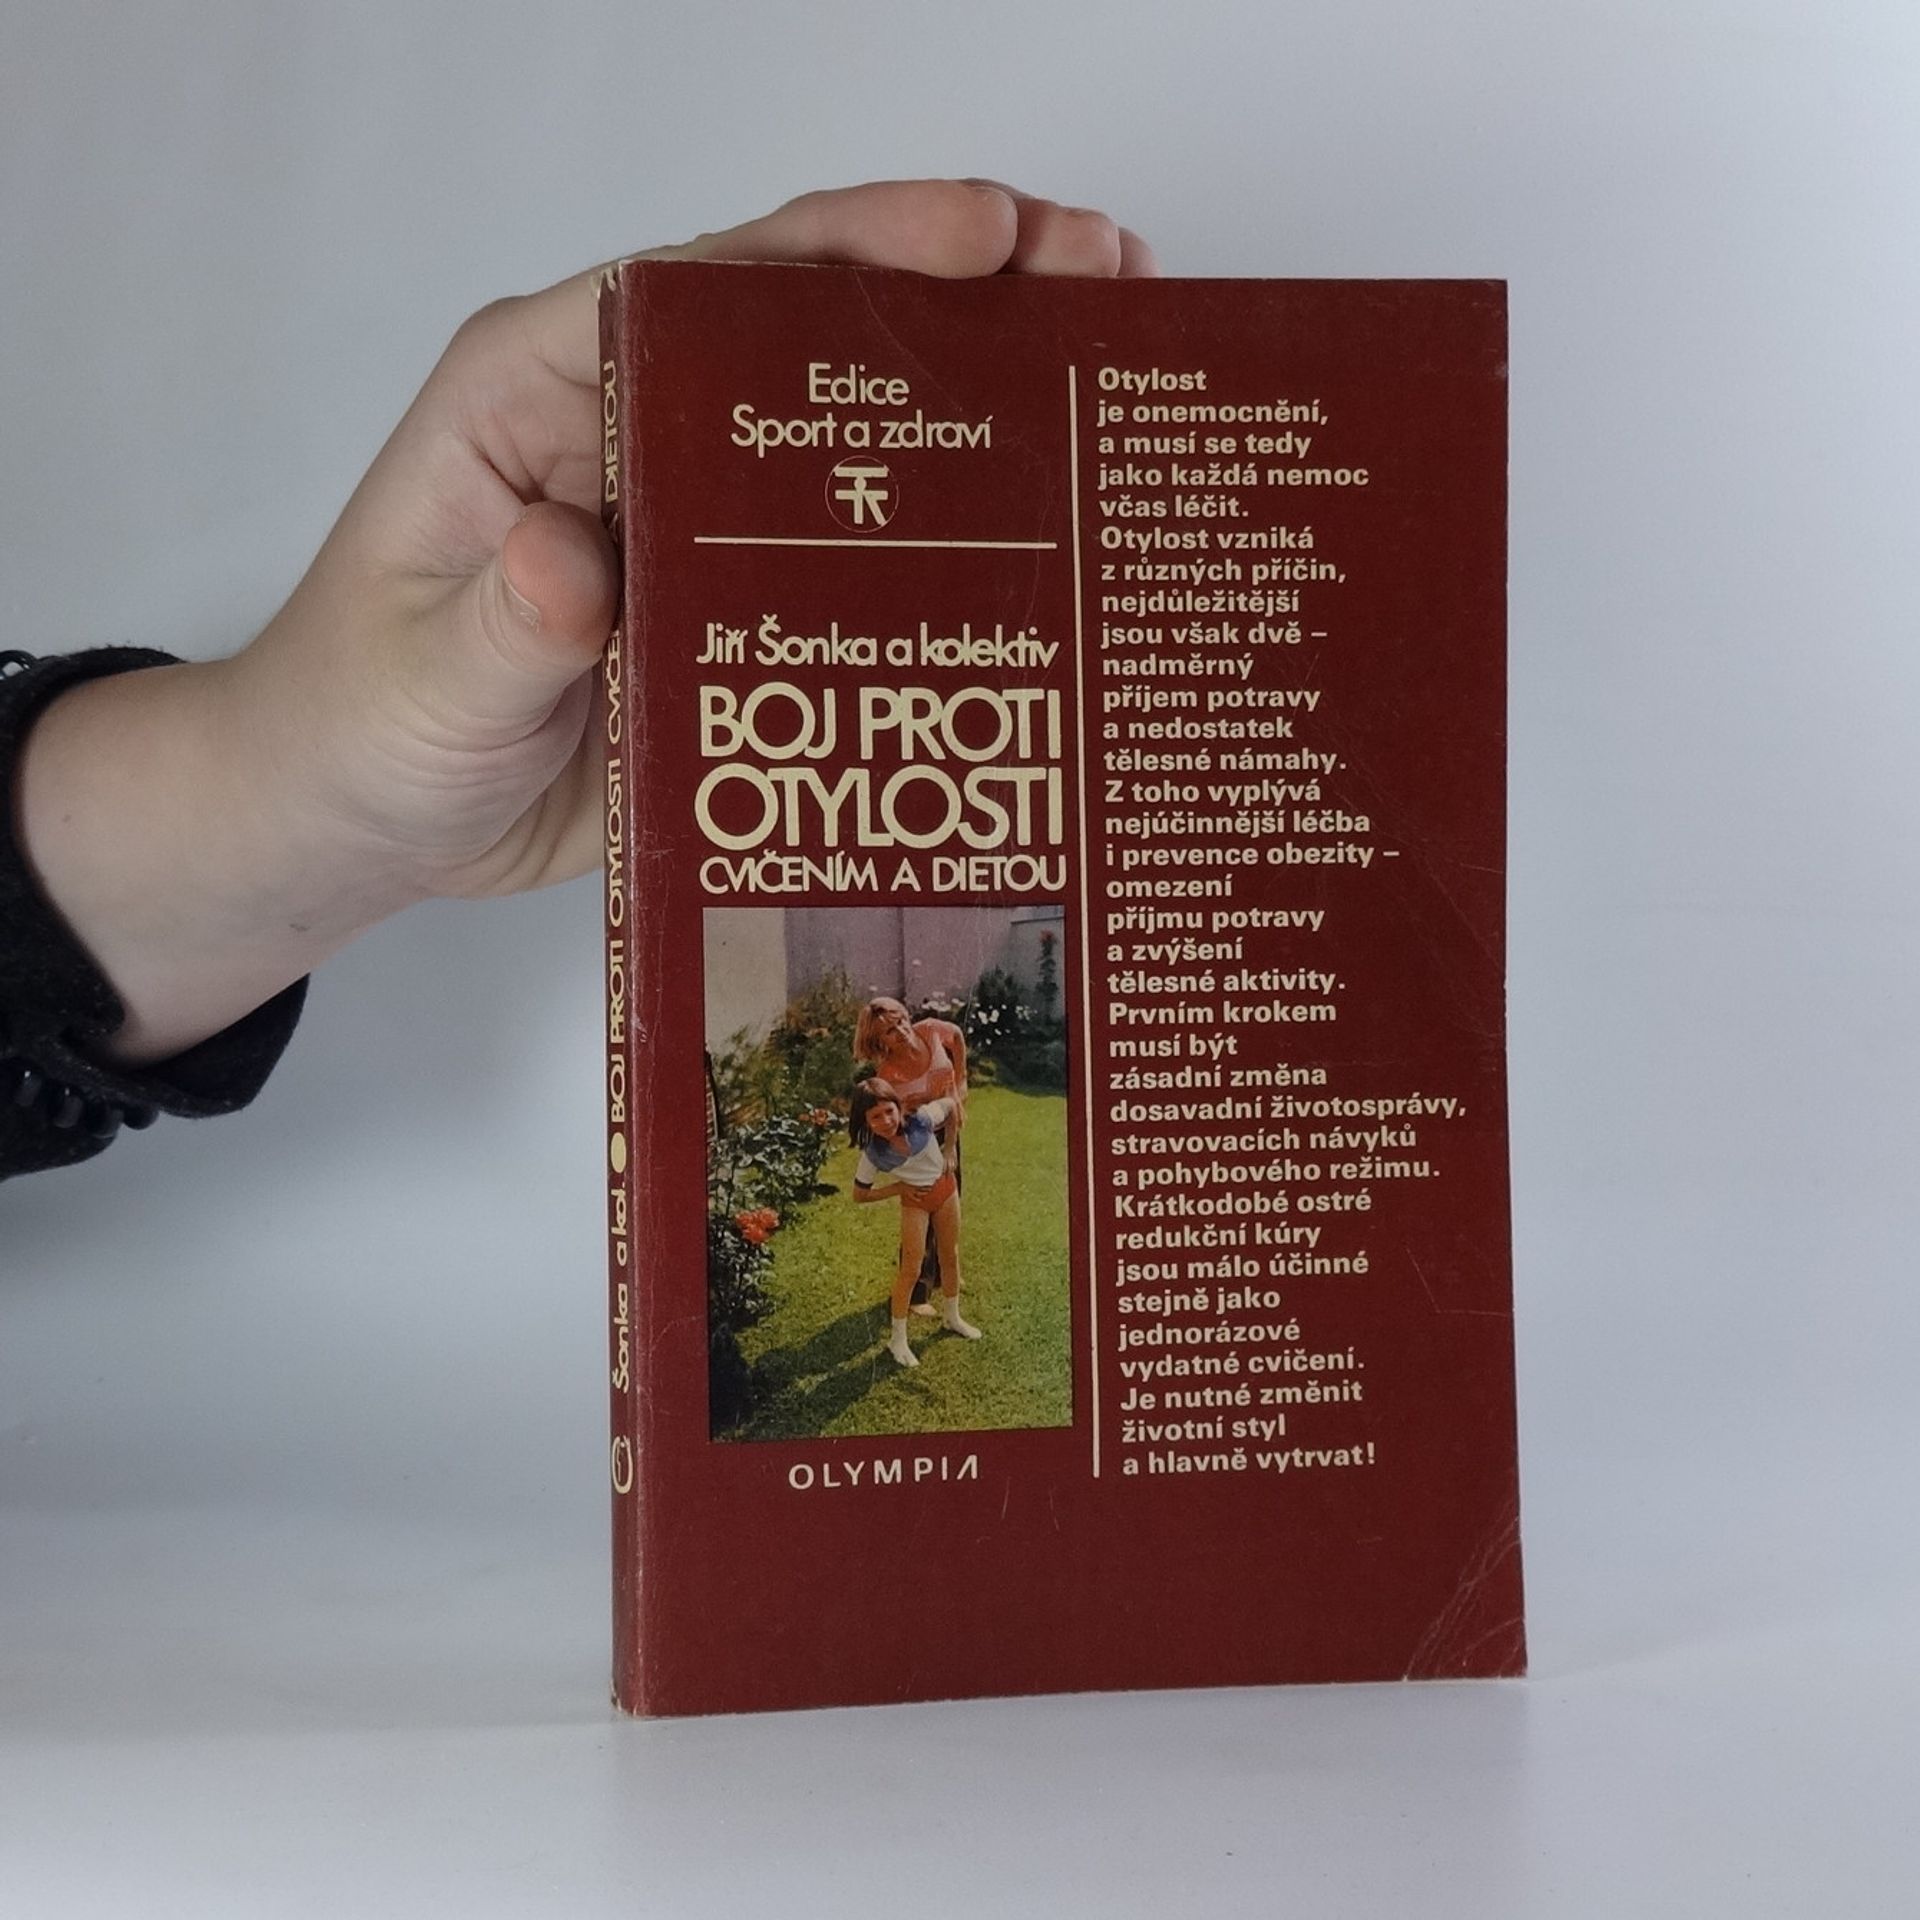 Edice
Sport a zdraví
Jiří Šonka a kolektiv
BOJ PROTI
OTYLOSTI
CVIČENÍM A DIETOU
OLYMPIA
Otylost
je onemocnění,
a musí se tedy
jako každá nemoc
včas léčit.
Otylost vzniká
z různých příčin,
nejdůležitější
jsou však dvě –
nadměrný
příjem potravy
a nedostatek
tělesné námahy.
Z toho vyplývá
nejúčinnější léčba
i prevence obezity –
omezení
příjmu potravy
a zvýšení
tělesné aktivity.
Prvním krokem
musí být
zásadní změna
dosavadní životosprávy,
stravovacích návyků
a pohybového režimu.
Krátkodobé ostré
redukční kúry
jsou málo účinné
stejně jako
jednorázové
vydatné cvičení.
Je nutné změnit
životní styl
a hlavně vytrvat!
Šonka a kol. ● BOJ PROTI OTYLOSTI DIETOU